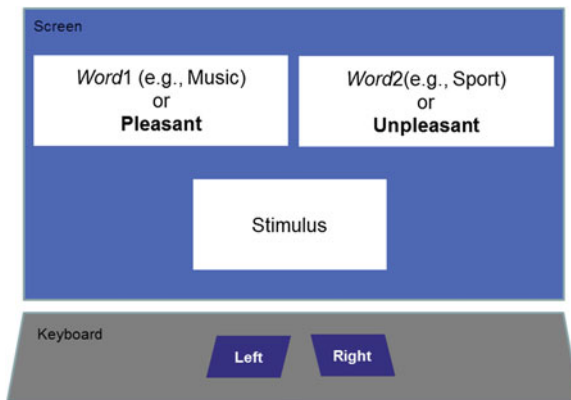 Screen
Word1 (e.g., Music)
or
Pleasant
Word2(e.g., Sport)
or
Unpleasant
Stimulus
Keyboard
Left
Right